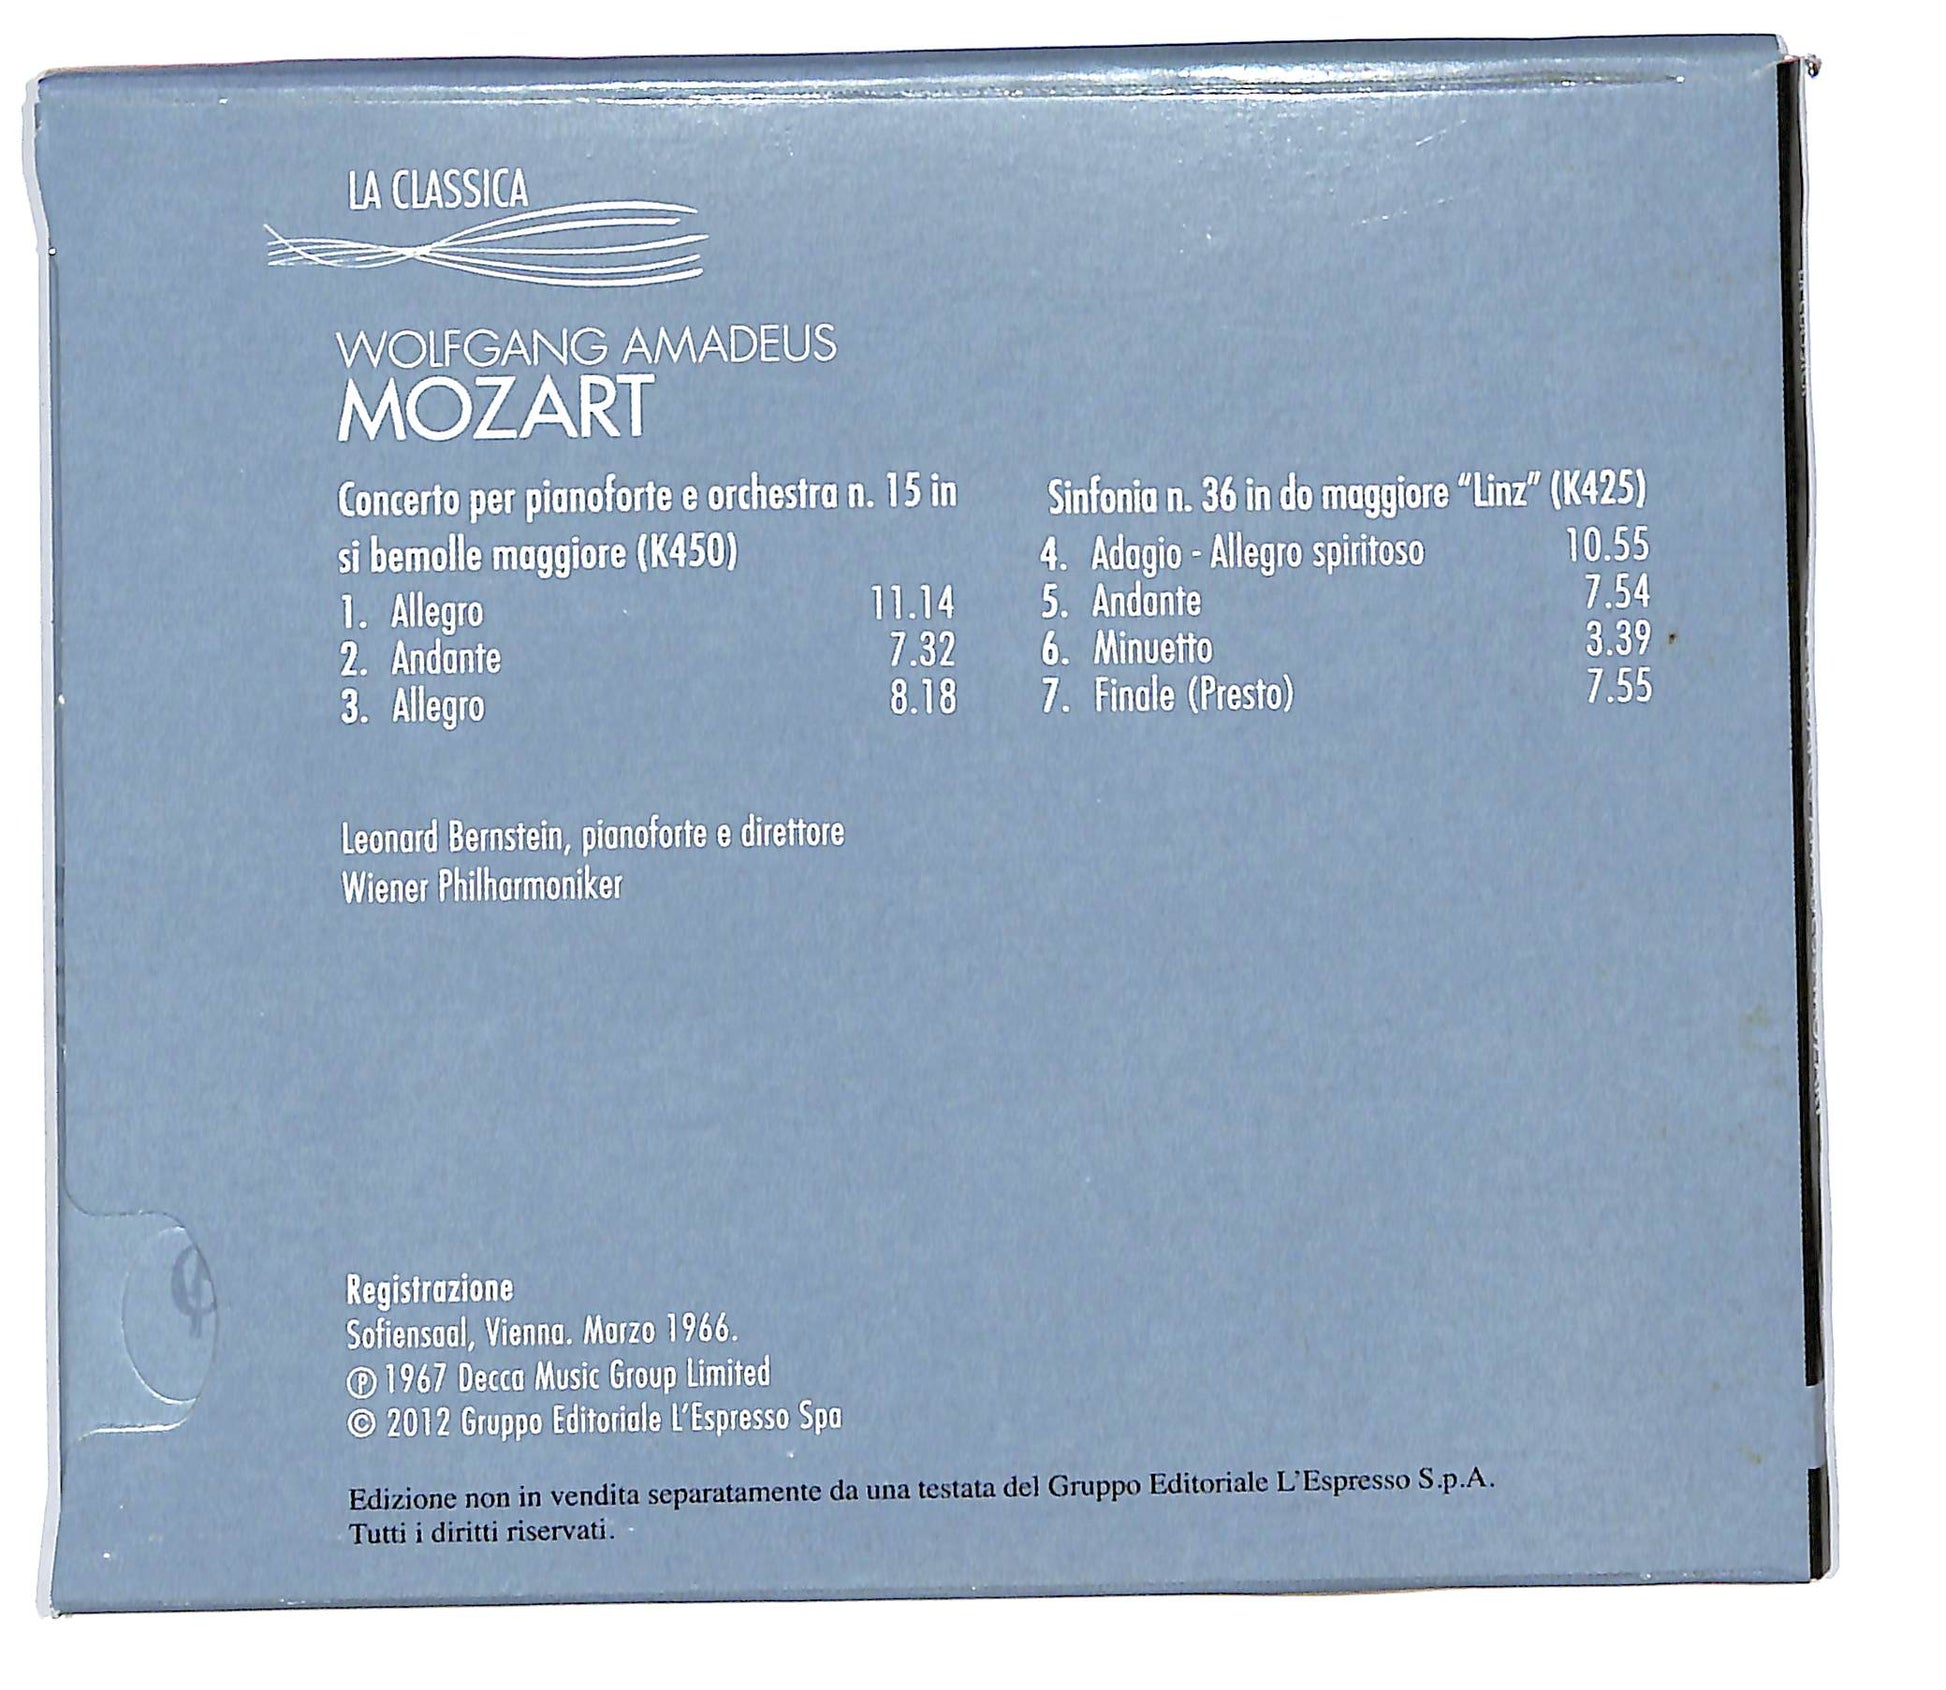 LA CLASSICA
WOLFGANG AMADEUS
MOZART
Concerto per pianoforte e orchestra n. 15 in
si bemolle maggiore (K450)
1. Allegro 11.14
2. Andante 7.32
3. Allegro 8.18
Sinfonia n. 36 in do maggiore “Linz” (K425)
4. Adagio - Allegro spiritoso 10.55
5. Andante 7.54
6. Minuetto 3.39
7. Finale (Presto) 7.55
Leonard Bernstein, pianoforte e direttore
Wiener Philharmoniker
Registrazione
Sofiensaal, Vienna. Marzo 1966.
℗ 1967 Decca Music Group Limited
© 2012 Gruppo Editoriale L’Espresso Spa
Edizione non in vendita separatamente da una testata del Gruppo Editoriale L’Espresso S.p.A.
Tutti i diritti riservati.